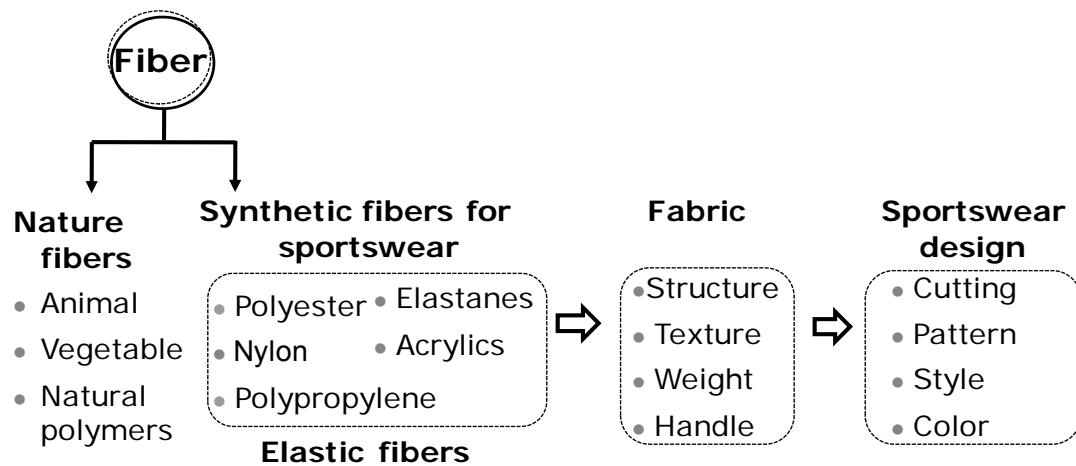 Fiber
Nature
fibers
• Animal
• Vegetable
• Natural
polymers
Synthetic fibers for
sportswear
• Polyester
• Nylon
• Polypropylene
• Elastanes
• Acrylics
Elastic fibers
Fabric
• Structure
• Texture
• Weight
• Handle
Sportswear
design
• Cutting
• Pattern
• Style
• Color